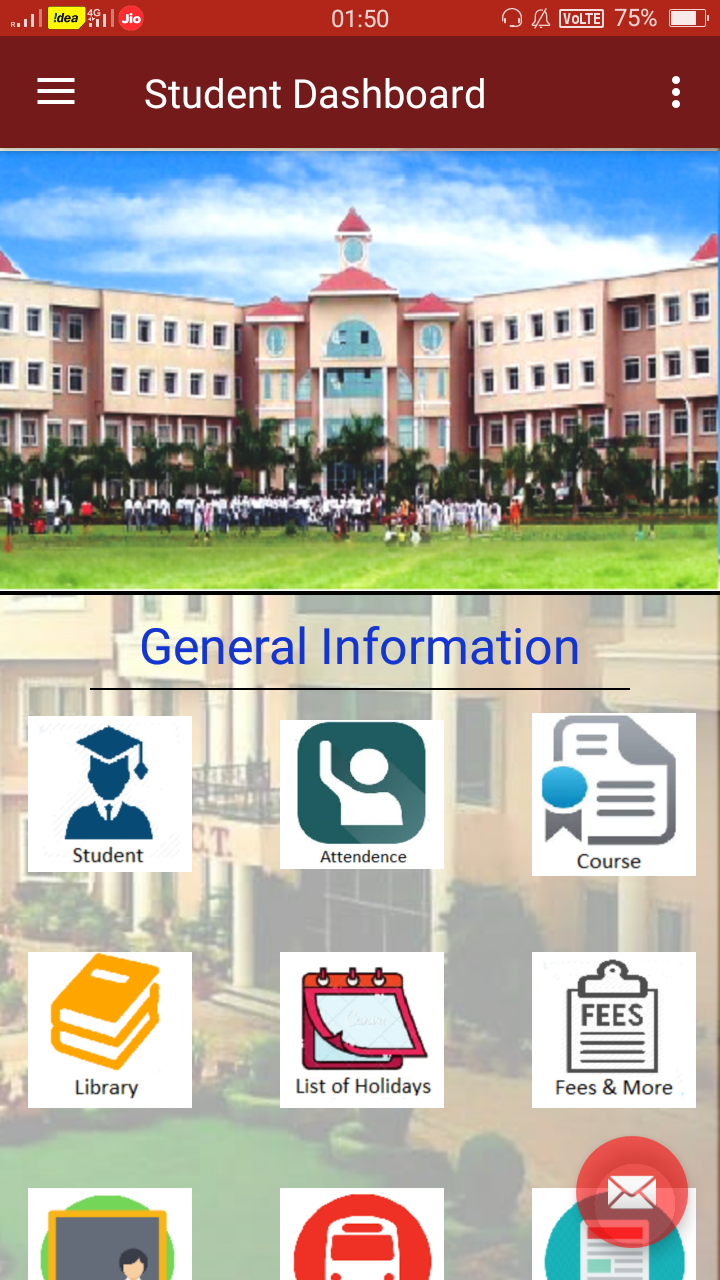 R !dea 4G Jio 01:50 VoLTE 75%
Student Dashboard
General Information
C.T.
Student Attendence Course
FEES
Library List of Holidays Fees & More